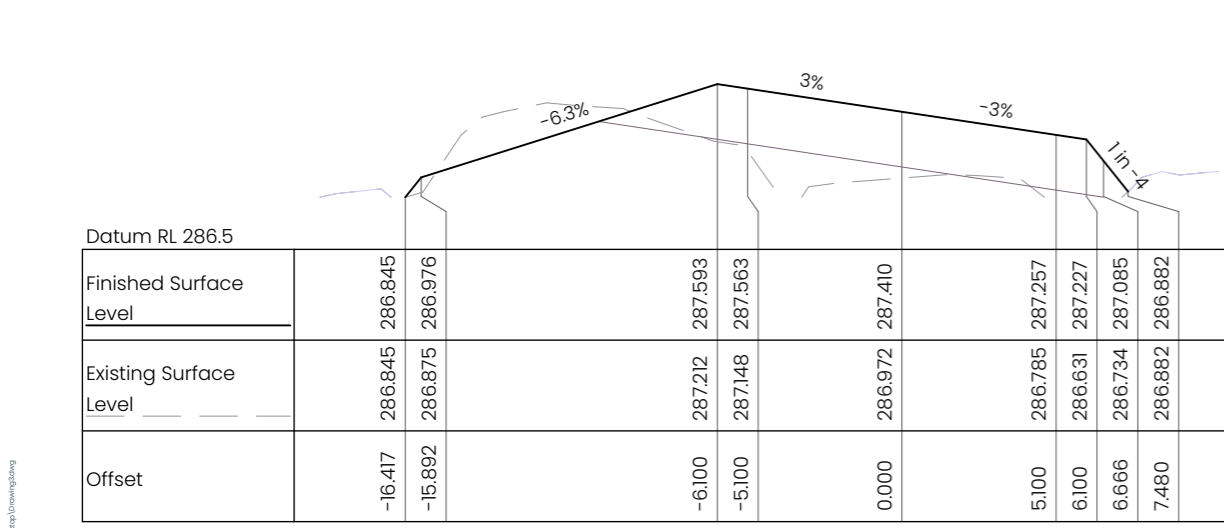 3%
-3%
-6.3%
1 in -4
Datum RL 286.5
Finished Surface
Level
286.845 286.976 287.593 287.563 287.410 287.257 287.227 287.085 286.882
Existing Surface
Level
286.845 286.875 287.212 287.148 286.972 286.785 286.631 286.734 286.882
Offset
-16.417 -15.892 -6.100 -5.100 0.000 5.100 6.100 6.666 7.480
top\Drawing3.dwg